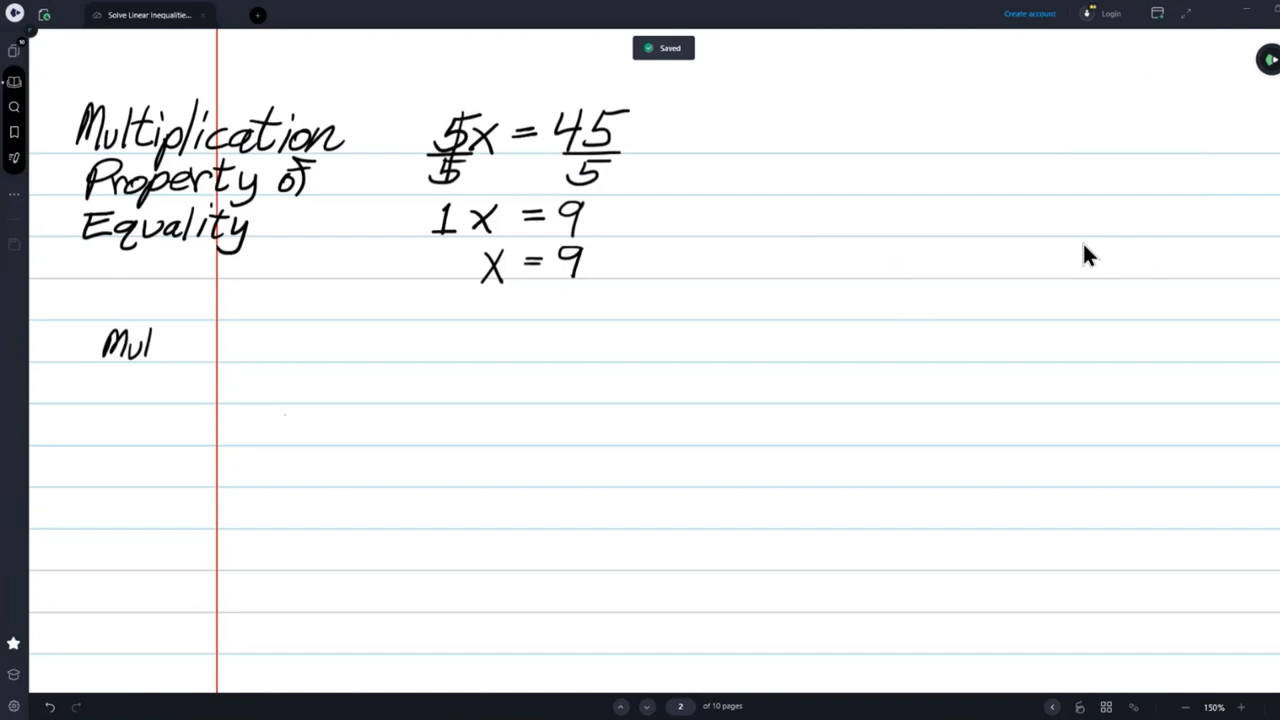 Solve Linear Inequalitie...
Create account
Login
Saved
10
Multiplication
Property of
Equality
5x = 45
5 5
1x = 9
x = 9
Mul
2 of 10 pages
150%